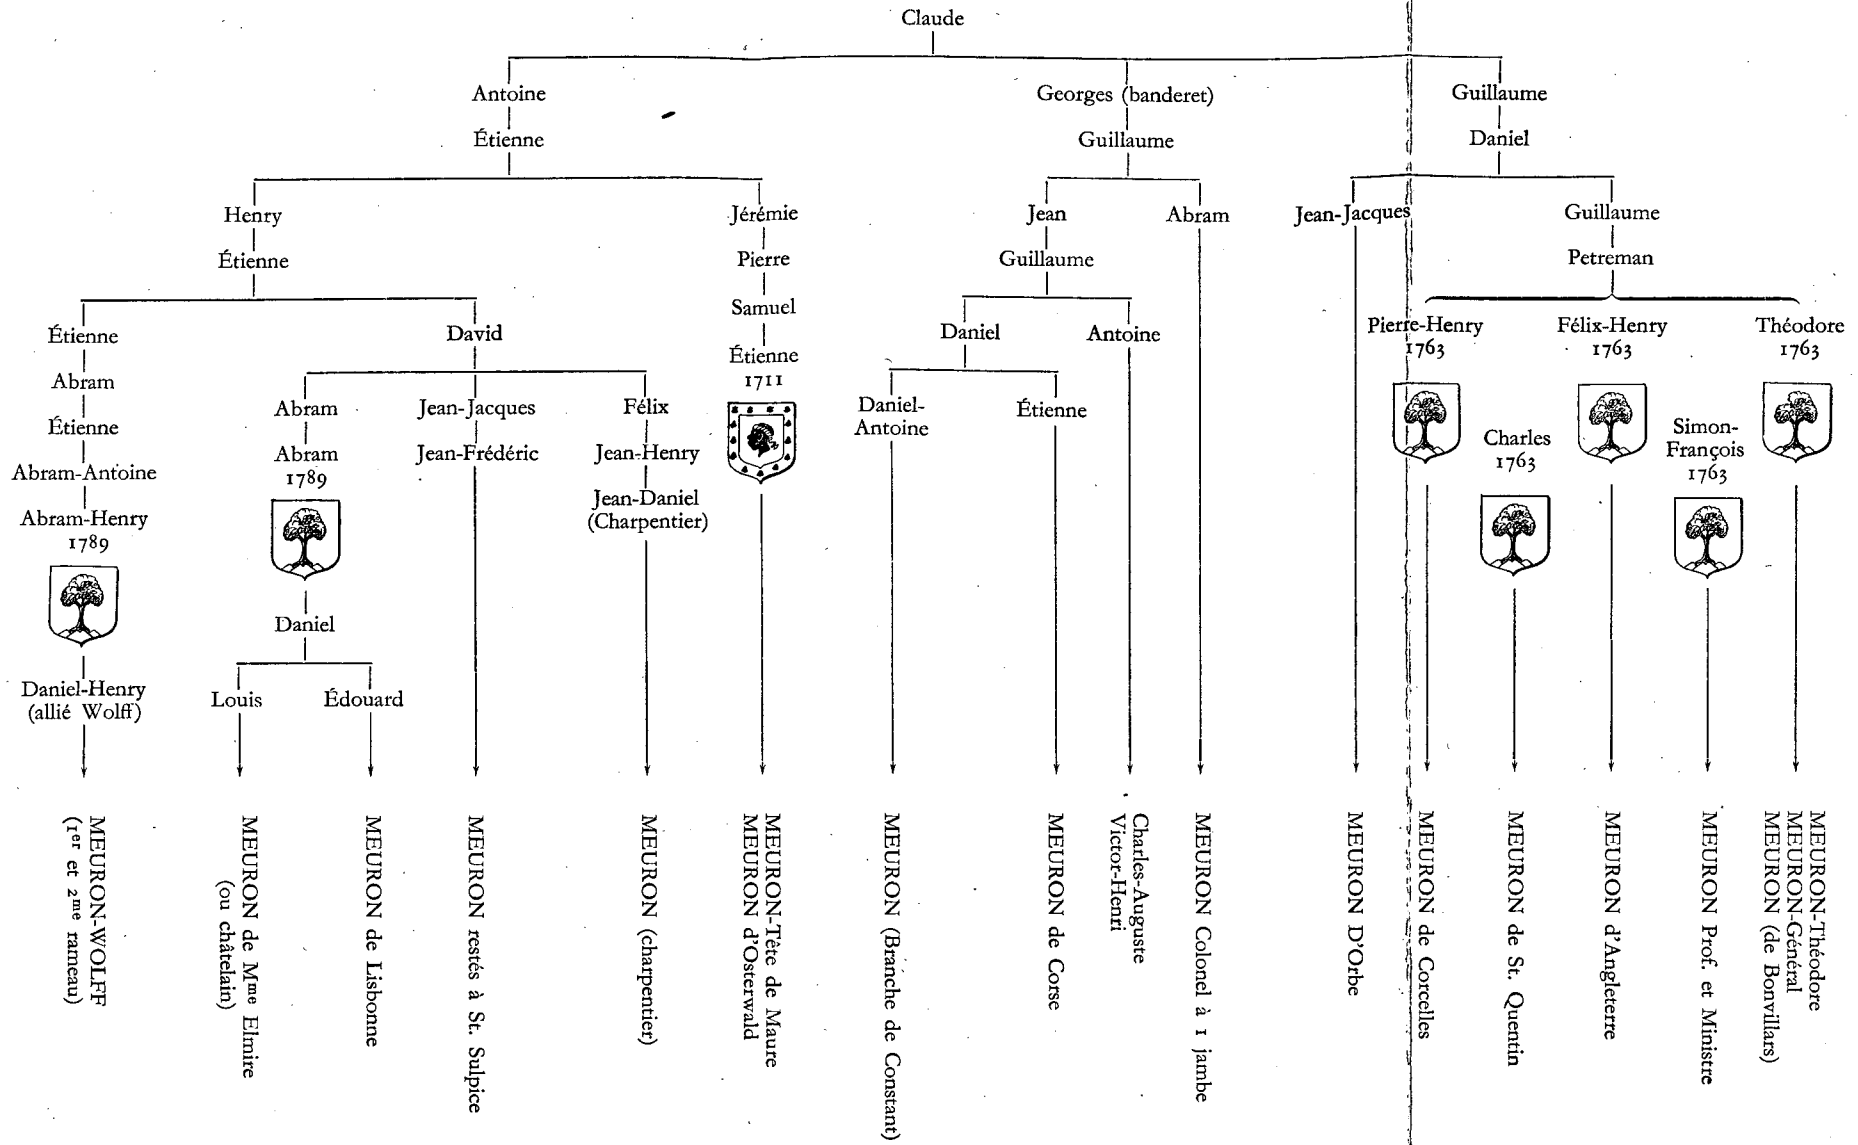 Claude
Antoine
Georges (banderet)
Guillaume
Étienne
Guillaume
Daniel
Henry
Jérémie
Jean
Abram
Jean-Jacques
Guillaume
Étienne
Pierre
Guillaume
Petreman
Samuel
Étienne
David
Daniel
Antoine
Pierre-Henry
1763
Félix-Henry
1763
Théodore
1763
Étienne
1711
Abram
Abram
Jean-Jacques
Félix
Daniel-
Antoine
Étienne
Étienne
Simon-
François
1763
Charles
1763
Abram
1789
Jean-Frédéric
Jean-Henry
Abram-Antoine
Jean-Daniel
(Charpentier)
Abram-Henry
1789
Daniel
Daniel-Henry
(allié Wolff)
Louis
Édouard
MEURON-WOLFF
(1er et 2me rameau)
MEURON de Mme Elmire
(ou châtelain)
MEURON de Lisbonne
MEURON restés à St. Sulpice
MEURON (charpentier)
MEURON-Tête de Maure
MEURON d'Osterwald
MEURON (Branche de Constant)
MEURON de Corse
Charles-Auguste
Victor-Henri
MEURON Colonel à 1 jambe
MEURON D'Orbe
MEURON de Corcelles
MEURON de St. Quentin
MEURON d'Angleterre
MEURON Prof. et Ministre
MEURON-Théodore
MEURON-Général
MEURON (de Bonvillars)